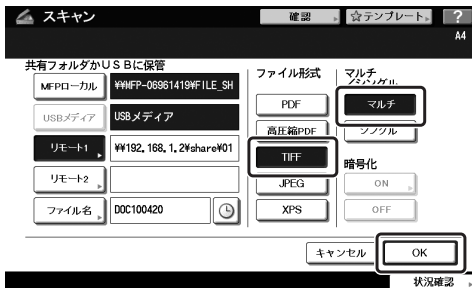 スキャン
確認
☆テンプレート
?
A4
共有フォルダかUSBに保管
MFPローカル
¥¥MFP-06961419¥FILE_SH
USBメディア
USBメディア
リモート1
¥¥192.168.1.2¥share¥01
リモート2
ファイル名
DOC100420
ファイル形式
PDF
高圧縮PDF
TIFF
JPEG
XPS
マルチ
/シングル
マルチ
シングル
暗号化
ON
OFF
キャンセル
OK
状況確認